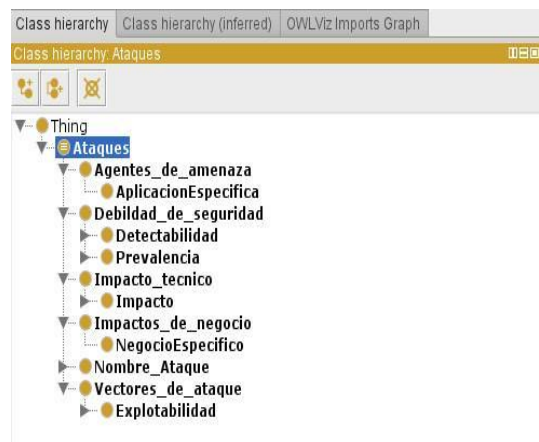 Class hierarchy Class hierarchy (inferred) OWLViz Imports Graph
Class hierarchy: Ataques
Thing
Ataques
Agentes_de_amenaza
AplicacionEspecifica
Debildad_de_seguridad
Detectabilidad
Prevalencia
Impacto_tecnico
Impacto
Impactos_de_negocio
NegocioEspecifico
Nombre_Ataque
Vectores_de_ataque
Explotabilidad